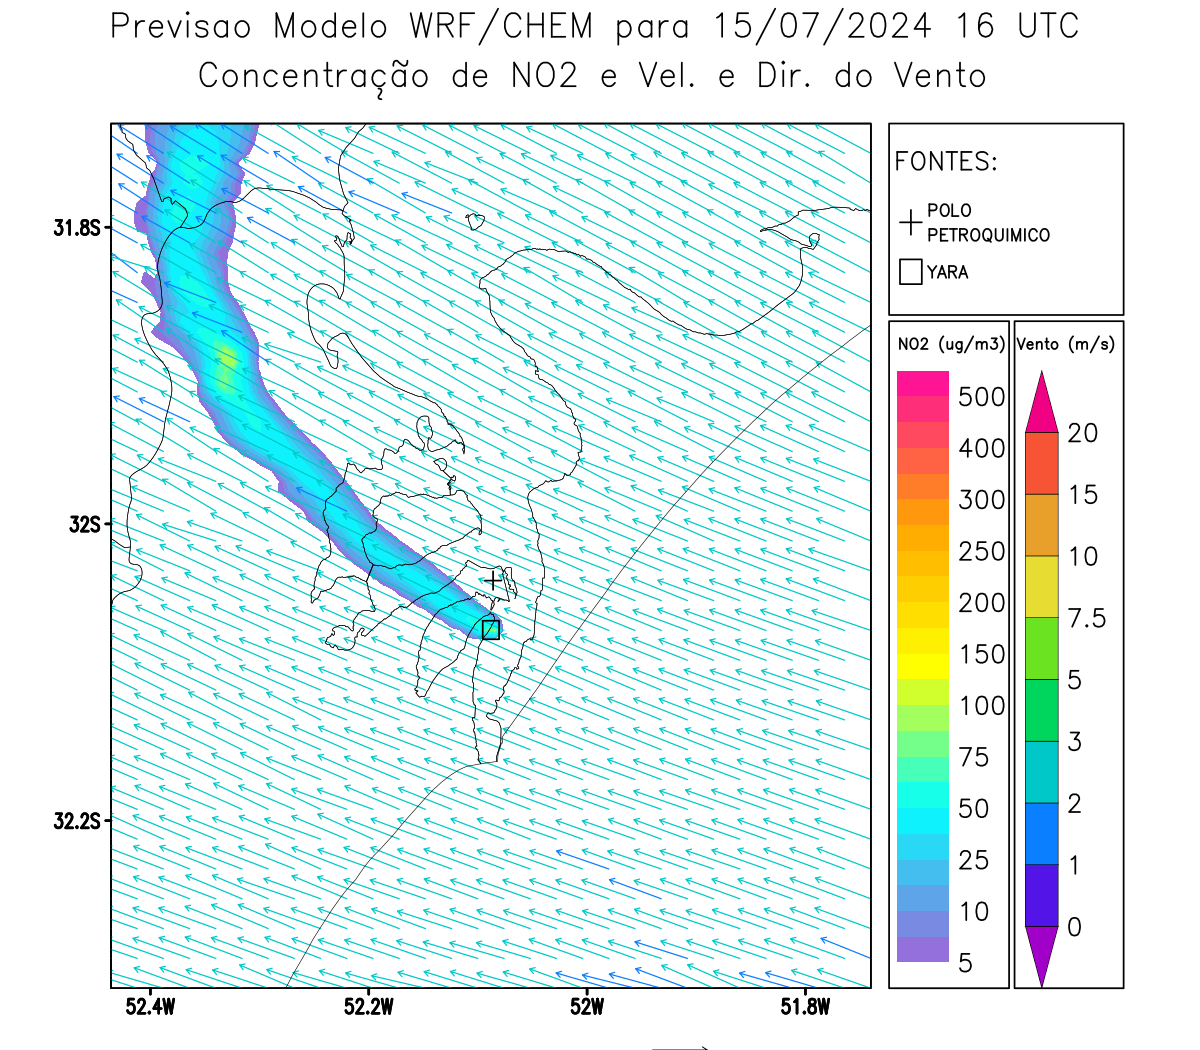 Previsao Modelo WRF/CHEM para 15/07/2024 16 UTC
Concentração de NO2 e Vel. e Dir. do Vento
FONTES:
POLO
PETROQUIMICO
YARA
NO2 (ug/m3)
500
400
300
250
200
150
100
75
50
25
10
5
Vento (m/s)
20
15
10
7.5
5
3
2
1
0
31.8S
32S
32.2S
52.4W
52.2W
52W
51.8W